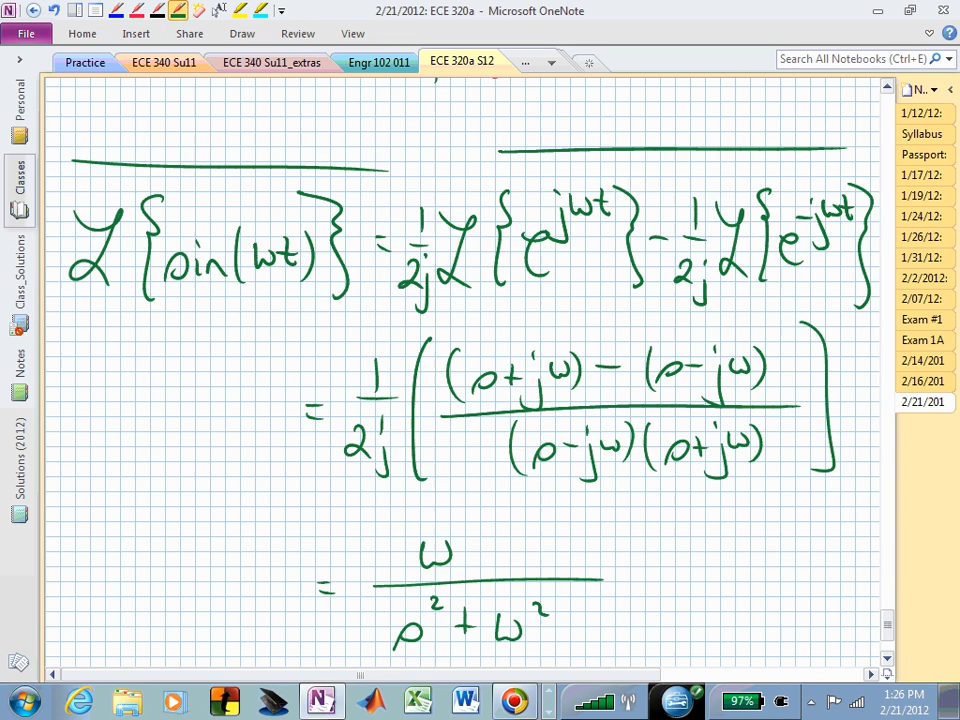 2/21/2012: ECE 320a - Microsoft OneNote
File Home Insert Share Draw Review View
Practice ECE 340 Su11 ECE 340 Su11_extras Engr 102 011 ECE 320a S12 ... Search All Notebooks (Ctrl+E)
N..
Personal
Classes
Class_Solutions
Notes
Solutions (2012)
1/12/12:
Syllabus
Passport:
1/17/12:
1/19/12:
1/24/12:
1/26/12:
1/31/12:
2/2/2012:
2/07/12:
Exam #1
Exam 1A
2/14/201
2/16/201
2/21/201
ℒ{sin(ωt)} = 1/2j ℒ{e^jωt} − 1/2j ℒ{e^-jωt}
= 1/2j [((s+jω) − (s−jω)) / ((s−jω)(s+jω))]
= ω / (s² + ω²)
97%
1:26 PM
2/21/2012